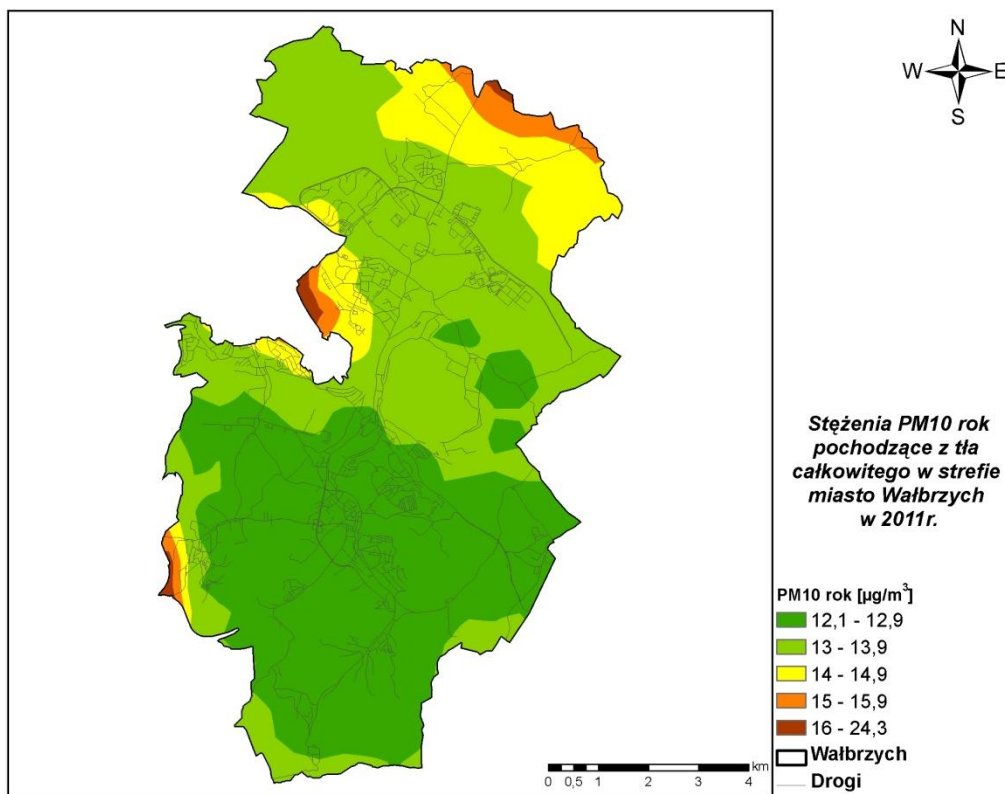 N
W E
S
Stężenia PM10 rok
pochodzące z tła
całkowitego w strefie
miasto Wałbrzych
w 2011r.
PM10 rok [µg/m³]
12,1 - 12,9
13 - 13,9
14 - 14,9
15 - 15,9
16 - 24,3
Wałbrzych
Drogi
km
0 0,5 1 2 3 4